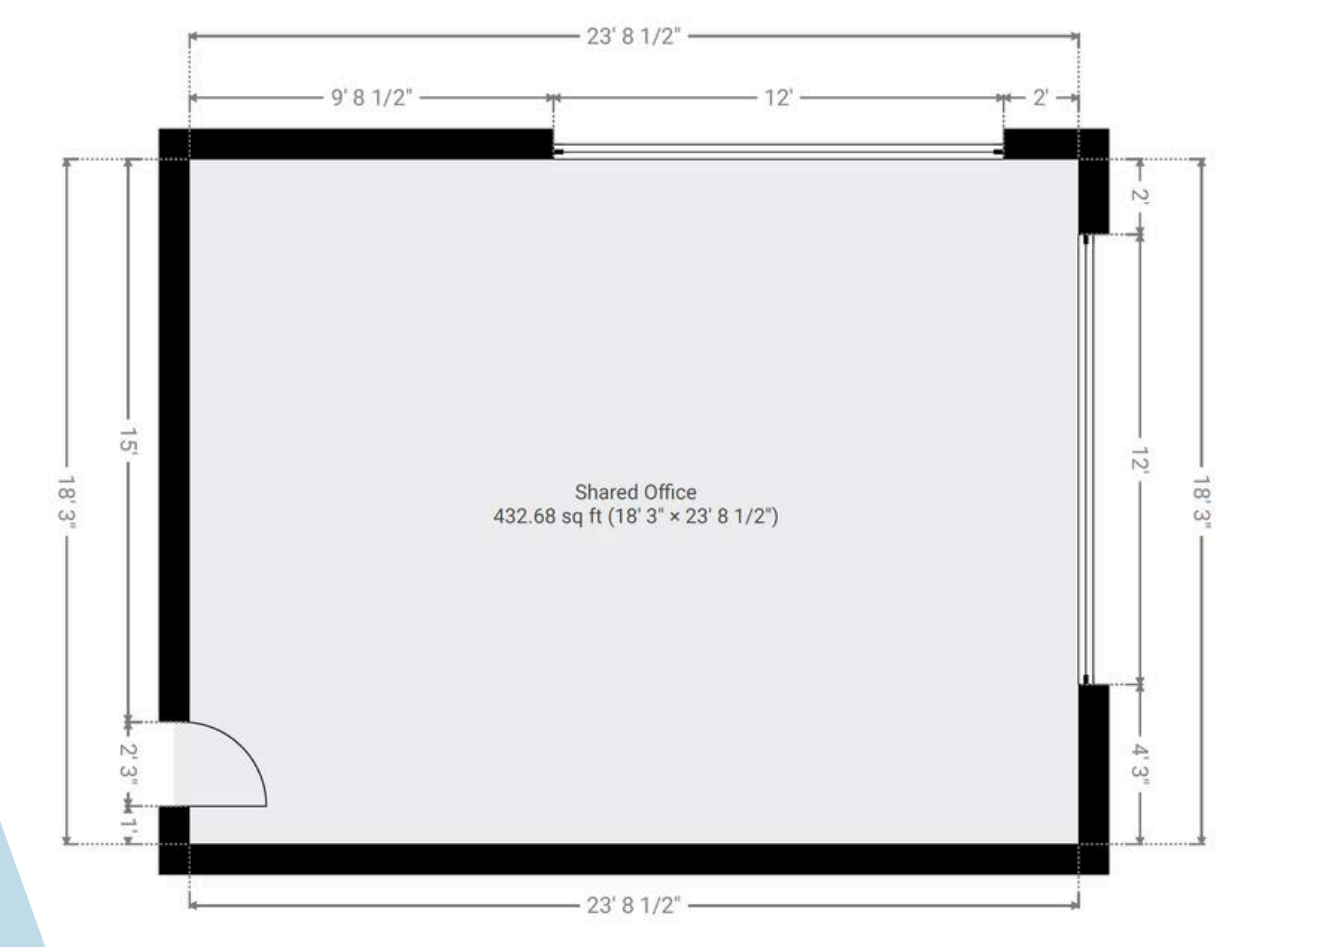 23' 8 1/2"
9' 8 1/2"
12'
2'
2'
15'
12'
18' 3"
18' 3"
Shared Office
432.68 sq ft (18' 3" × 23' 8 1/2")
2' 3"
4' 3"
1'
23' 8 1/2"